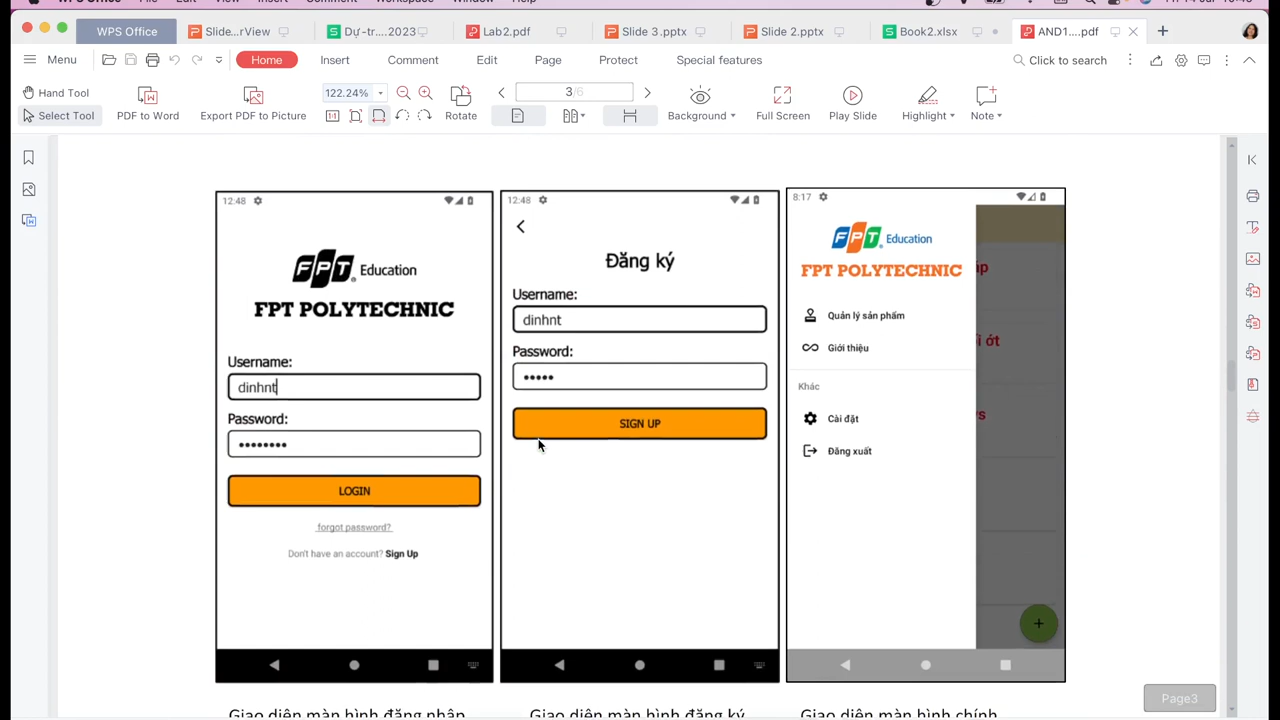 WPS Office
Slide...rView
Dự -tr....2023
Lab2.pdf
Slide 3.pptx
Slide 2.pptx
Book2.xlsx
AND1....pdf
Menu
Home
Insert
Comment
Edit
Page
Protect
Special features
Click to search
Hand Tool
Select Tool
PDF to Word
Export PDF to Picture
122.24%
Rotate
3/6
Background
Full Screen
Play Slide
Highlight
Note
12:48
FPT Education
FPT POLYTECHNIC
Username:
dinhnt
Password:
LOGIN
forgot password?
Don't have an account? Sign Up
12:48
Đăng ký
Username:
dinhnt
Password:
SIGN UP
8:17
FPT Education
FPT POLYTECHNIC
Quản lý sản phẩm
Giới thiệu
Khác
Cài đặt
Đăng xuất
Giao diện màn hình đăng nhập
Giao diện màn hình đăng ký
Giao diện màn hình chính
Page3